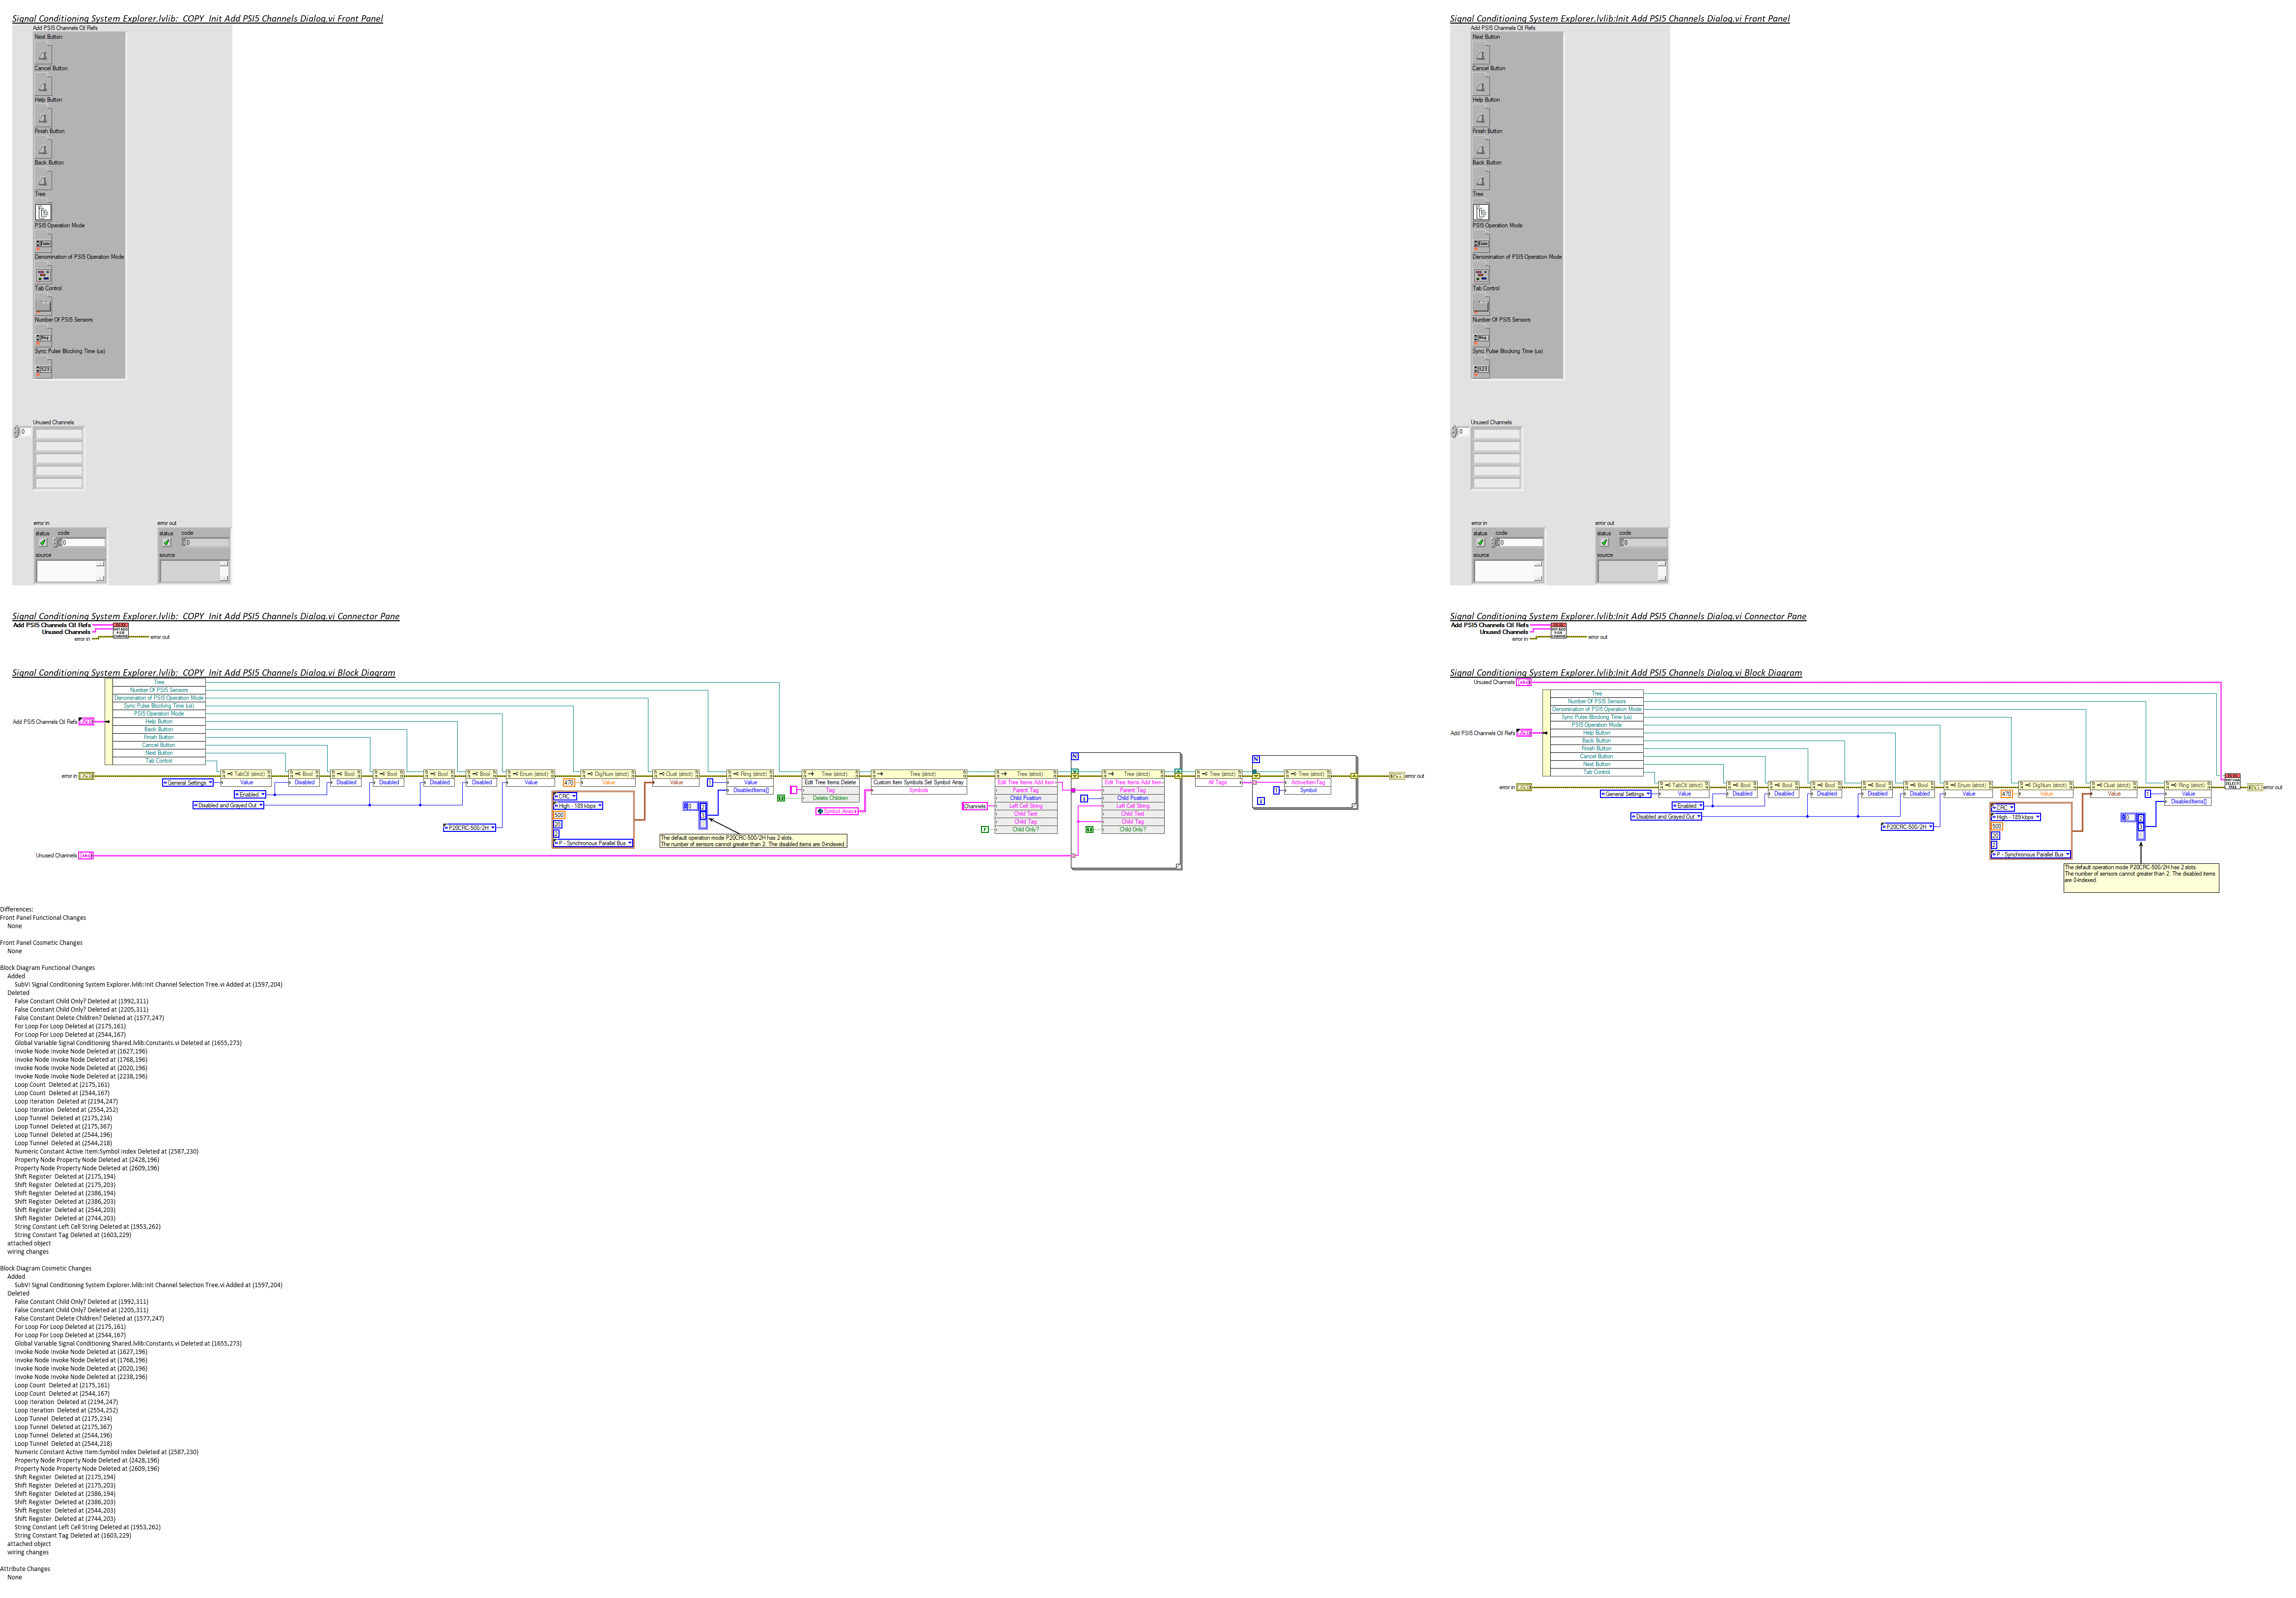 Signal Conditioning System Explorer.lvlib:_COPY_Init Add PSI5 Channels Dialog.vi Front Panel
Add PSI5 Channels Ctl Refs
Next Button
Cancel Button
Help Button
Finish Button
Back Button
Tree
PSI5 Operation Mode
Denomination of PSI5 Operation Mode
Tab Control
Number Of PSI5 Sensors
Sync Pulse Blocking Time (us)
Unused Channels
0
error in
status code
0
source
error out
status code
0
source
Signal Conditioning System Explorer.lvlib:_COPY_Init Add PSI5 Channels Dialog.vi Connector Pane
Add PSI5 Channels Ctl Refs
Unused Channels
error in
error out
Signal Conditioning System Explorer.lvlib:_COPY_Init Add PSI5 Channels Dialog.vi Block Diagram
Tree
Number Of PSI5 Sensors
Denomination of PSI5 Operation Mode
Sync Pulse Blocking Time (us)
PSI5 Operation Mode
Help Button
Back Button
Finish Button
Cancel Button
Next Button
Tab Control
Add PSI5 Channels Ctl Refs
error in
General Settings
Enabled
Disabled and Grayed Out
TabCtl (strict)
Value
Bool
Disabled
Bool
Disabled
Bool
Disabled
Bool
Disabled
Bool
Disabled
P20CRC-500/2H
Enum (strict)
Value
470
DigNum (strict)
Value
CRC
High - 189 kbps
500
20
2
P - Synchronous Parallel Bus
Clust (strict)
Value
1
Ring (strict)
Value
DisabledItems[]
0
2
3
The default operation mode P20CRC-500/2H has 2 slots.
The number of sensors cannot greater than 2. The disabled items are 0-indexed.
Tree (strict)
Edit Tree Items.Delete
Tag
Delete Children
Symbol Array
Tree (strict)
Custom Item Symbols.Set Symbol Array
Symbols
Channels
F
Tree (strict)
Edit Tree Items.Add Item
Parent Tag
Child Position
Left Cell String
Child Text
Child Tag
Child Only?
N
i
Tree (strict)
Edit Tree Items.Add Item
Parent Tag
Child Position
Left Cell String
Child Text
Child Tag
Child Only?
Tree (strict)
All Tags
N
i
1
Tree (strict)
ActiveItemTag
Symbol
error out
Unused Channels
Differences:
Front Panel Functional Changes
None
Front Panel Cosmetic Changes
None
Block Diagram Functional Changes
Added
SubVI Signal Conditioning System Explorer.lvlib:Init Channel Selection Tree.vi Added at (1597,204)
Deleted
False Constant Child Only? Deleted at (1992,311)
False Constant Child Only? Deleted at (2205,311)
False Constant Delete Children? Deleted at (1577,247)
For Loop For Loop Deleted at (2175,161)
For Loop For Loop Deleted at (2544,167)
Global Variable Signal Conditioning Shared.lvlib:Constants.vi Deleted at (1655,273)
Invoke Node Invoke Node Deleted at (1627,196)
Invoke Node Invoke Node Deleted at (1768,196)
Invoke Node Invoke Node Deleted at (2020,196)
Invoke Node Invoke Node Deleted at (2238,196)
Loop Count  Deleted at (2175,161)
Loop Count  Deleted at (2544,167)
Loop Iteration  Deleted at (2194,247)
Loop Iteration  Deleted at (2554,252)
Loop Tunnel  Deleted at (2175,234)
Loop Tunnel  Deleted at (2175,367)
Loop Tunnel  Deleted at (2544,196)
Loop Tunnel  Deleted at (2544,218)
Numeric Constant Active Item:Symbol Index Deleted at (2587,230)
Property Node Property Node Deleted at (2428,196)
Property Node Property Node Deleted at (2609,196)
Shift Register  Deleted at (2175,194)
Shift Register  Deleted at (2175,203)
Shift Register  Deleted at (2386,194)
Shift Register  Deleted at (2386,203)
Shift Register  Deleted at (2544,203)
Shift Register  Deleted at (2744,203)
String Constant Left Cell String Deleted at (1953,262)
String Constant Tag Deleted at (1603,229)
attached object
wiring changes
Block Diagram Cosmetic Changes
Added
SubVI Signal Conditioning System Explorer.lvlib:Init Channel Selection Tree.vi Added at (1597,204)
Deleted
False Constant Child Only? Deleted at (1992,311)
False Constant Child Only? Deleted at (2205,311)
False Constant Delete Children? Deleted at (1577,247)
For Loop For Loop Deleted at (2175,161)
For Loop For Loop Deleted at (2544,167)
Global Variable Signal Conditioning Shared.lvlib:Constants.vi Deleted at (1655,273)
Invoke Node Invoke Node Deleted at (1627,196)
Invoke Node Invoke Node Deleted at (1768,196)
Invoke Node Invoke Node Deleted at (2020,196)
Invoke Node Invoke Node Deleted at (2238,196)
Loop Count  Deleted at (2175,161)
Loop Count  Deleted at (2544,167)
Loop Iteration  Deleted at (2194,247)
Loop Iteration  Deleted at (2554,252)
Loop Tunnel  Deleted at (2175,234)
Loop Tunnel  Deleted at (2175,367)
Loop Tunnel  Deleted at (2544,196)
Loop Tunnel  Deleted at (2544,218)
Numeric Constant Active Item:Symbol Index Deleted at (2587,230)
Property Node Property Node Deleted at (2428,196)
Property Node Property Node Deleted at (2609,196)
Shift Register  Deleted at (2175,194)
Shift Register  Deleted at (2175,203)
Shift Register  Deleted at (2386,194)
Shift Register  Deleted at (2386,203)
Shift Register  Deleted at (2544,203)
Shift Register  Deleted at (2744,203)
String Constant Left Cell String Deleted at (1953,262)
String Constant Tag Deleted at (1603,229)
attached object
wiring changes
Attribute Changes
None
Signal Conditioning System Explorer.lvlib:Init Add PSI5 Channels Dialog.vi Front Panel
Add PSI5 Channels Ctl Refs
Next Button
Cancel Button
Help Button
Finish Button
Back Button
Tree
PSI5 Operation Mode
Denomination of PSI5 Operation Mode
Tab Control
Number Of PSI5 Sensors
Sync Pulse Blocking Time (us)
Unused Channels
0
error in
status code
0
source
error out
status code
0
source
Signal Conditioning System Explorer.lvlib:Init Add PSI5 Channels Dialog.vi Connector Pane
Add PSI5 Channels Ctl Refs
Unused Channels
error in
error out
Signal Conditioning System Explorer.lvlib:Init Add PSI5 Channels Dialog.vi Block Diagram
Unused Channels
Tree
Number Of PSI5 Sensors
Denomination of PSI5 Operation Mode
Sync Pulse Blocking Time (us)
PSI5 Operation Mode
Help Button
Back Button
Finish Button
Cancel Button
Next Button
Tab Control
Add PSI5 Channels Ctl Refs
error in
General Settings
Enabled
Disabled and Grayed Out
TabCtl (strict)
Value
Bool
Disabled
Bool
Disabled
Bool
Disabled
Bool
Disabled
Bool
Disabled
P20CRC-500/2H
Enum (strict)
Value
470
DigNum (strict)
Value
CRC
High - 189 kbps
500
20
2
P - Synchronous Parallel Bus
Clust (strict)
Value
1
Ring (strict)
Value
DisabledItems[]
0
2
3
error out
The default operation mode P20CRC-500/2H has 2 slots.
The number of sensors cannot greater than 2. The disabled items
are 0-indexed.